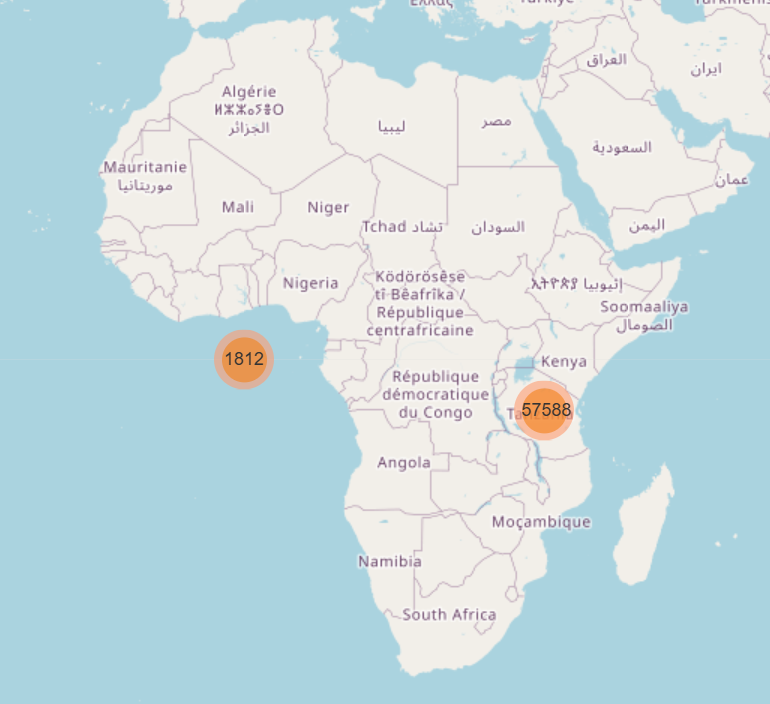 Ελλάς
Türkiye
العراق
ایران
Algérie
ⵍⵣⵣⴰⵢⴻⵔ
الجزائر
ليبيا
مصر
السعودية
Mauritanie
موريتانيا
عمان
Mali
Niger
Tchad تشاد
السودان
اليمن
Nigeria
Ködörösêse
tî Bêafrîka /
République
centrafricaine
ኢትዮጵያ إثيوبيا
Soomaaliya
الصومال
1812
Kenya
République
démocratique
du Congo
57588
Angola
Moçambique
Namibia
South Africa